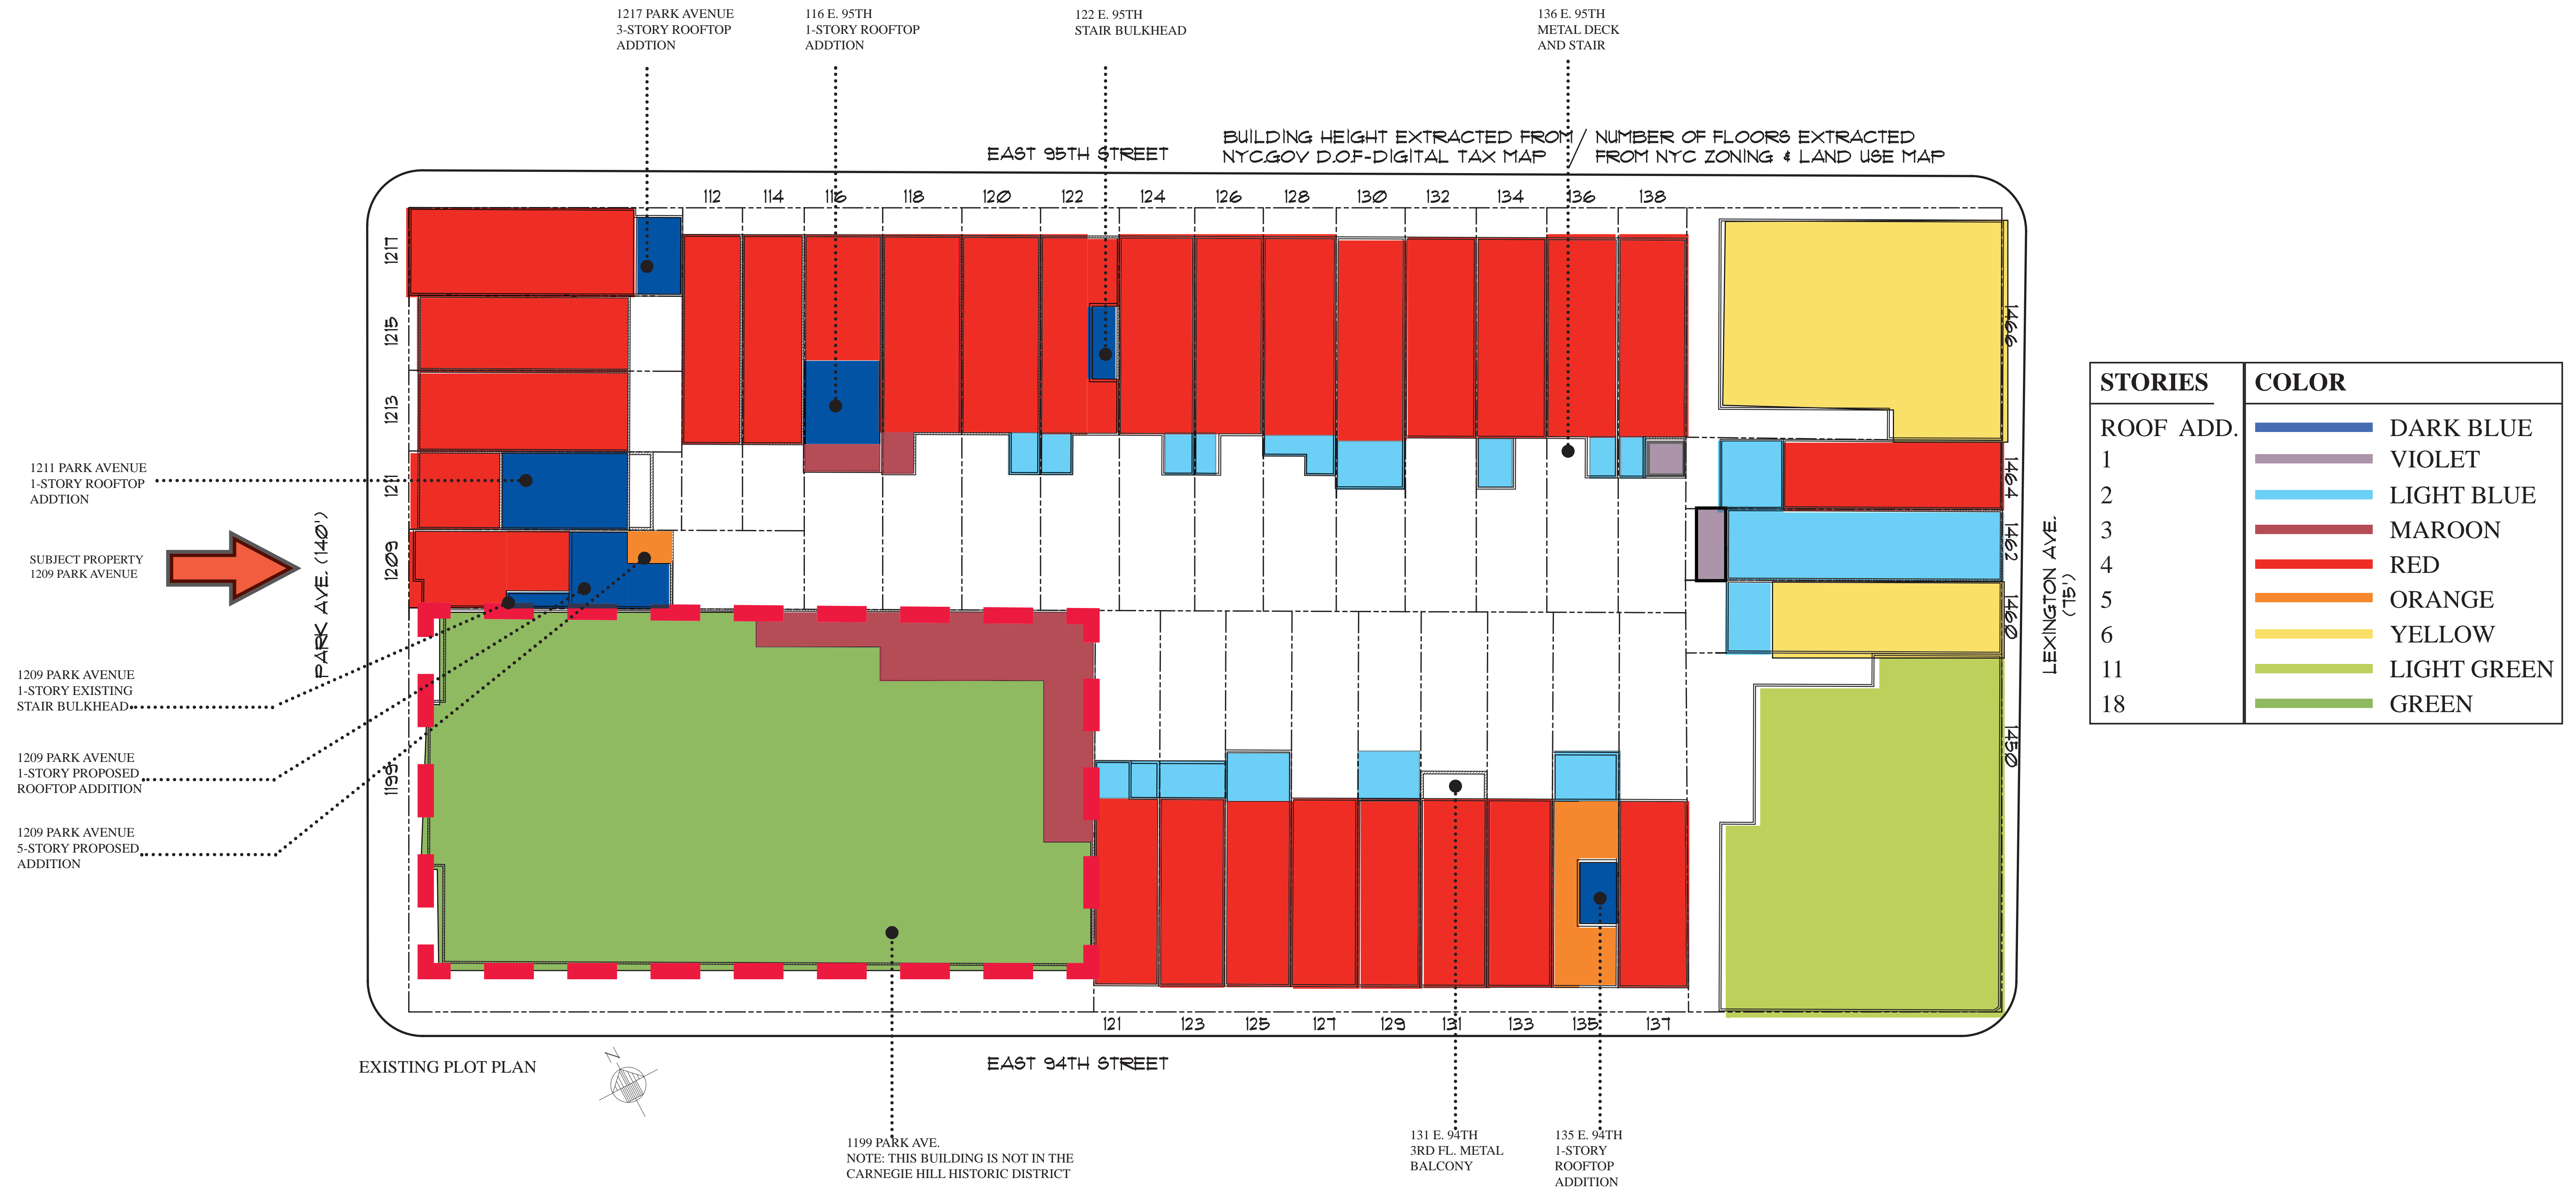 1217 PARK AVENUE
3-STORY ROOFTOP
ADDTION
116 E. 95TH
1-STORY ROOFTOP
ADDTION
122 E. 95TH
STAIR BULKHEAD
136 E. 95TH
METAL DECK
AND STAIR
EAST 95TH STREET
BUILDING HEIGHT EXTRACTED FROM / NUMBER OF FLOORS EXTRACTED
NYC.GOV D.O.F-DIGITAL TAX MAP / FROM NYC ZONING & LAND USE MAP
112 114 116 118 120 122 124 126 128 130 132 134 136 138
1217
1215
1213
1211
1209
1199
PARK AVE. (140')
1211 PARK AVENUE
1-STORY ROOFTOP
ADDTION
SUBJECT PROPERTY
1209 PARK AVENUE
1209 PARK AVENUE
1-STORY EXISTING
STAIR BULKHEAD
1209 PARK AVENUE
1-STORY PROPOSED
ROOFTOP ADDITION
1209 PARK AVENUE
5-STORY PROPOSED
ADDITION
1466
1464
1462
1460
1450
LEXINGTON AVE.
(75')
STORIES COLOR
ROOF ADD. DARK BLUE
1 VIOLET
2 LIGHT BLUE
3 MAROON
4 RED
5 ORANGE
6 YELLOW
11 LIGHT GREEN
18 GREEN
121 123 125 127 129 131 133 135 137
EAST 94TH STREET
EXISTING PLOT PLAN
N
1199 PARK AVE.
NOTE: THIS BUILDING IS NOT IN THE
CARNEGIE HILL HISTORIC DISTRICT
131 E. 94TH
3RD FL. METAL
BALCONY
135 E. 94TH
1-STORY
ROOFTOP
ADDITION